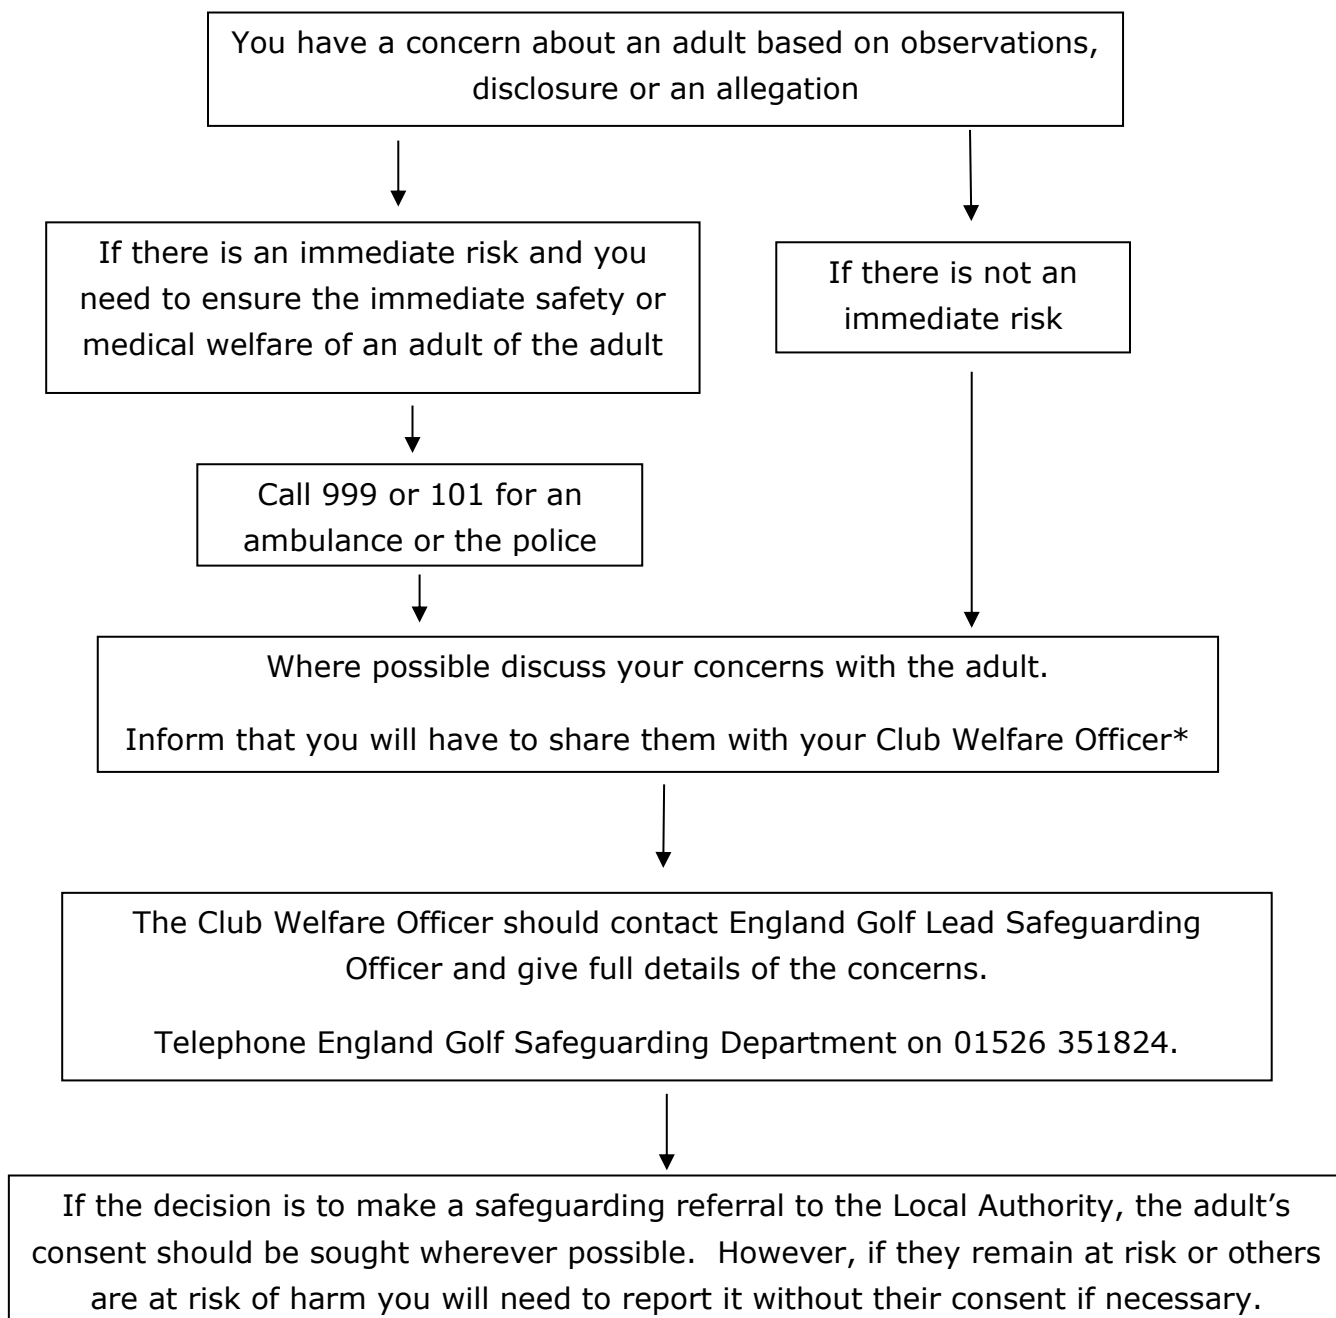 You have a concern about an adult based on observations,
disclosure or an allegation
If there is an immediate risk and you
need to ensure the immediate safety or
medical welfare of an adult of the adult
If there is not an
immediate risk
Call 999 or 101 for an
ambulance or the police
Where possible discuss your concerns with the adult.
Inform that you will have to share them with your Club Welfare Officer*
The Club Welfare Officer should contact England Golf Lead Safeguarding
Officer and give full details of the concerns.
Telephone England Golf Safeguarding Department on 01526 351824.
If the decision is to make a safeguarding referral to the Local Authority, the adult’s
consent should be sought wherever possible.  However, if they remain at risk or others
are at risk of harm you will need to report it without their consent if necessary.